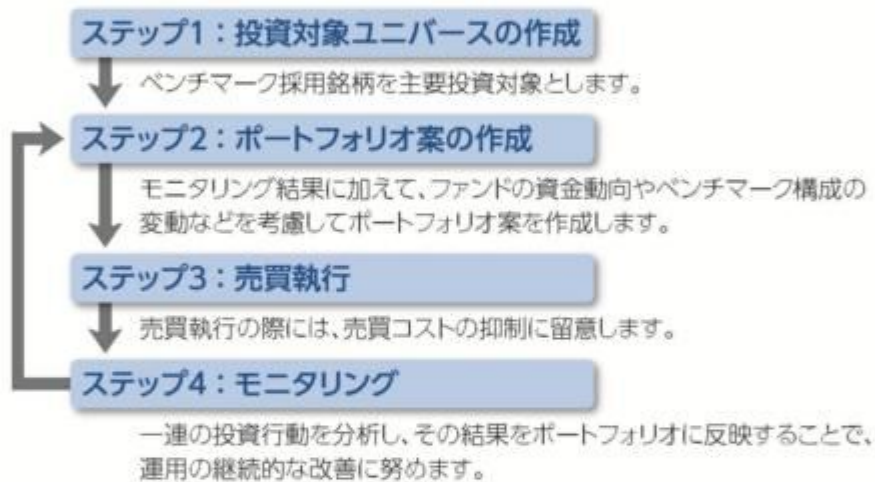 ステップ1：投資対象ユニバースの作成
ベンチマーク採用銘柄を主要投資対象とします。
ステップ2：ポートフォリオ案の作成
モニタリング結果に加えて、ファンドの資金動向やベンチマーク構成の
変動などを考慮してポートフォリオ案を作成します。
ステップ3：売買執行
売買執行の際には、売買コストの抑制に留意します。
ステップ4：モニタリング
一連の投資行動を分析し、その結果をポートフォリオに反映することで、
運用の継続的な改善に努めます。